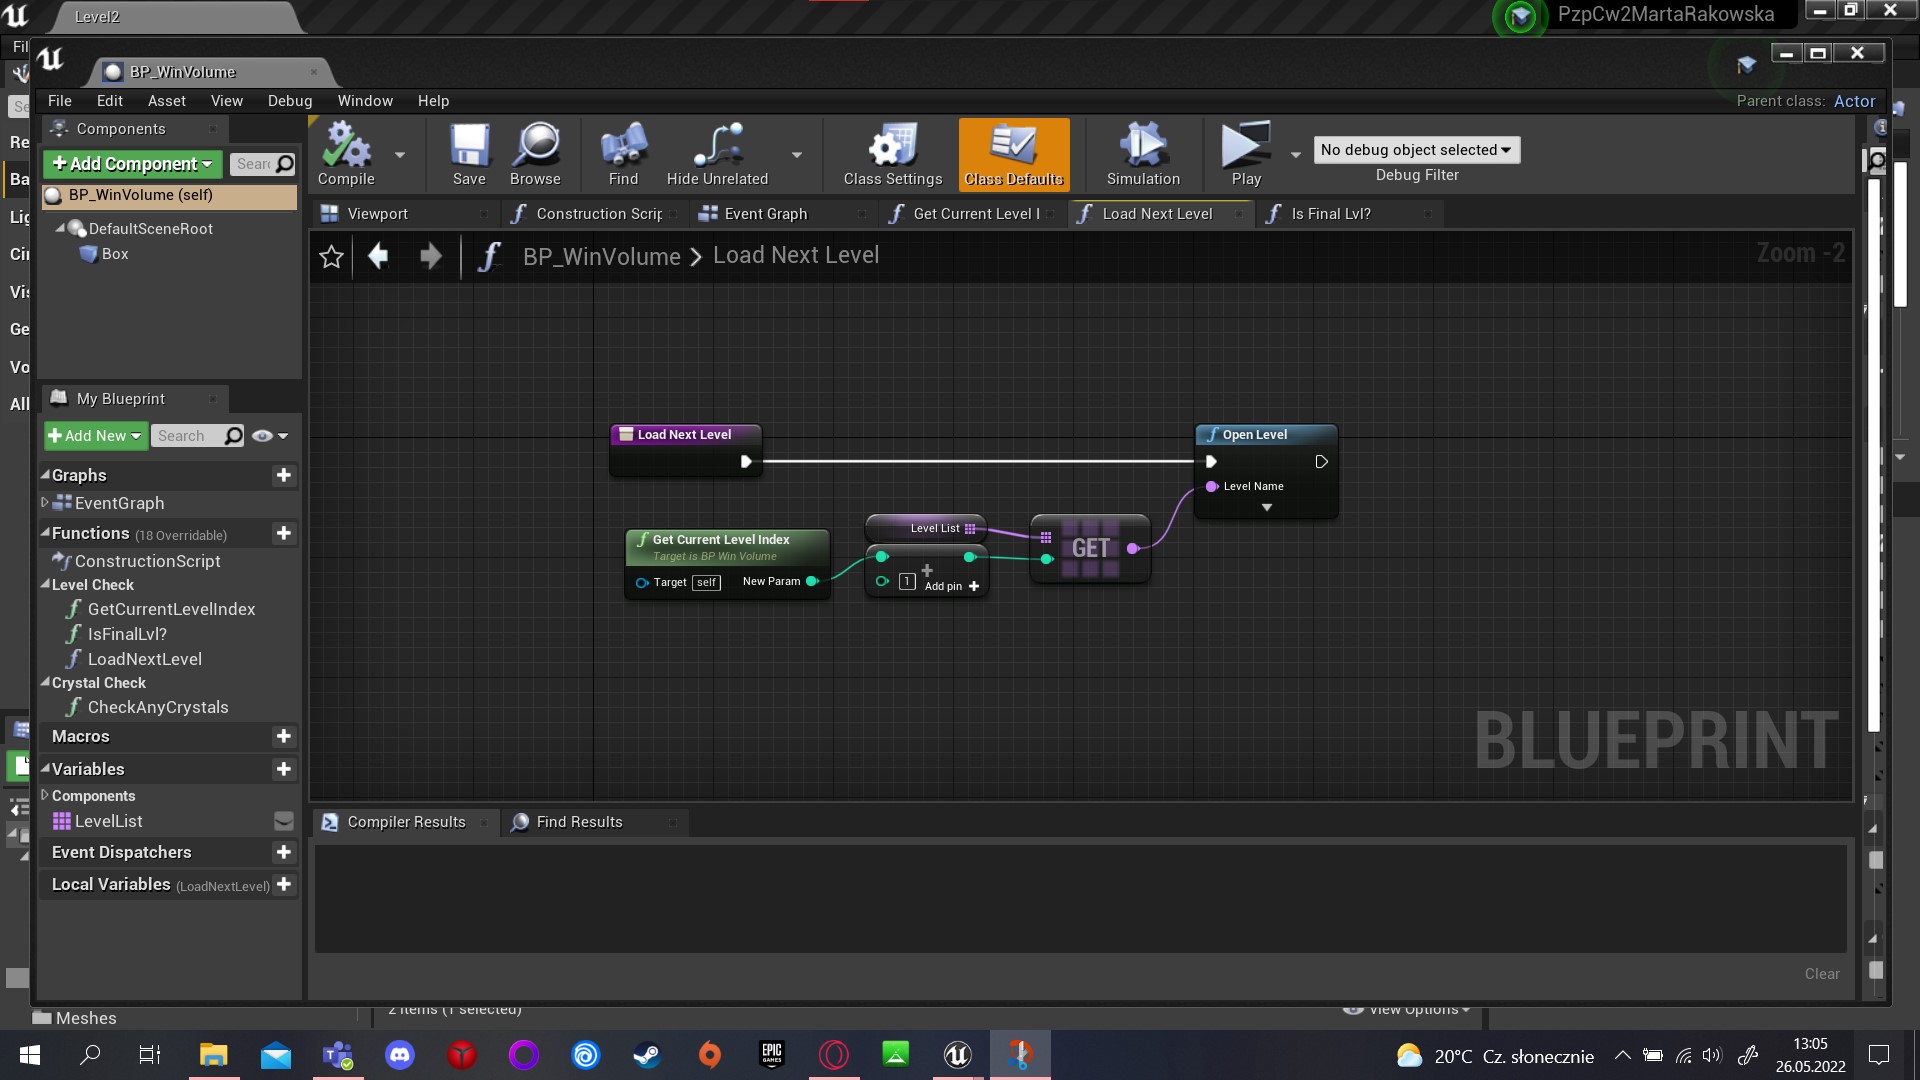 Level2
PzpCw2MartaRakowska
BP_WinVolume
File Edit Asset View Debug Window Help
Parent class: Actor
Components
+ Add Component
BP_WinVolume (self)
DefaultSceneRoot
Box
Compile
Save
Browse
Find
Hide Unrelated
Class Settings
Class Defaults
Simulation
Play
No debug object selected
Debug Filter
Viewport
Construction Scrip
Event Graph
Get Current Level I
Load Next Level
Is Final Lvl?
BP_WinVolume > Load Next Level
Zoom -2
My Blueprint
+ Add New
Search
Graphs
EventGraph
Functions (18 Overridable)
ConstructionScript
Level Check
GetCurrentLevelIndex
IsFinalLvl?
LoadNextLevel
Crystal Check
CheckAnyCrystals
Macros
Variables
Components
LevelList
Event Dispatchers
Local Variables (LoadNextLevel)
Load Next Level
Open Level
Level Name
Get Current Level Index
Target is BP Win Volume
Target self
New Param
Level List
1
Add pin +
GET
BLUEPRINT
Compiler Results
Find Results
Clear
Meshes
2 items (1 selected)
View Options
EPIC
GAMES
20°C Cz. słonecznie
13:05
26.05.2022